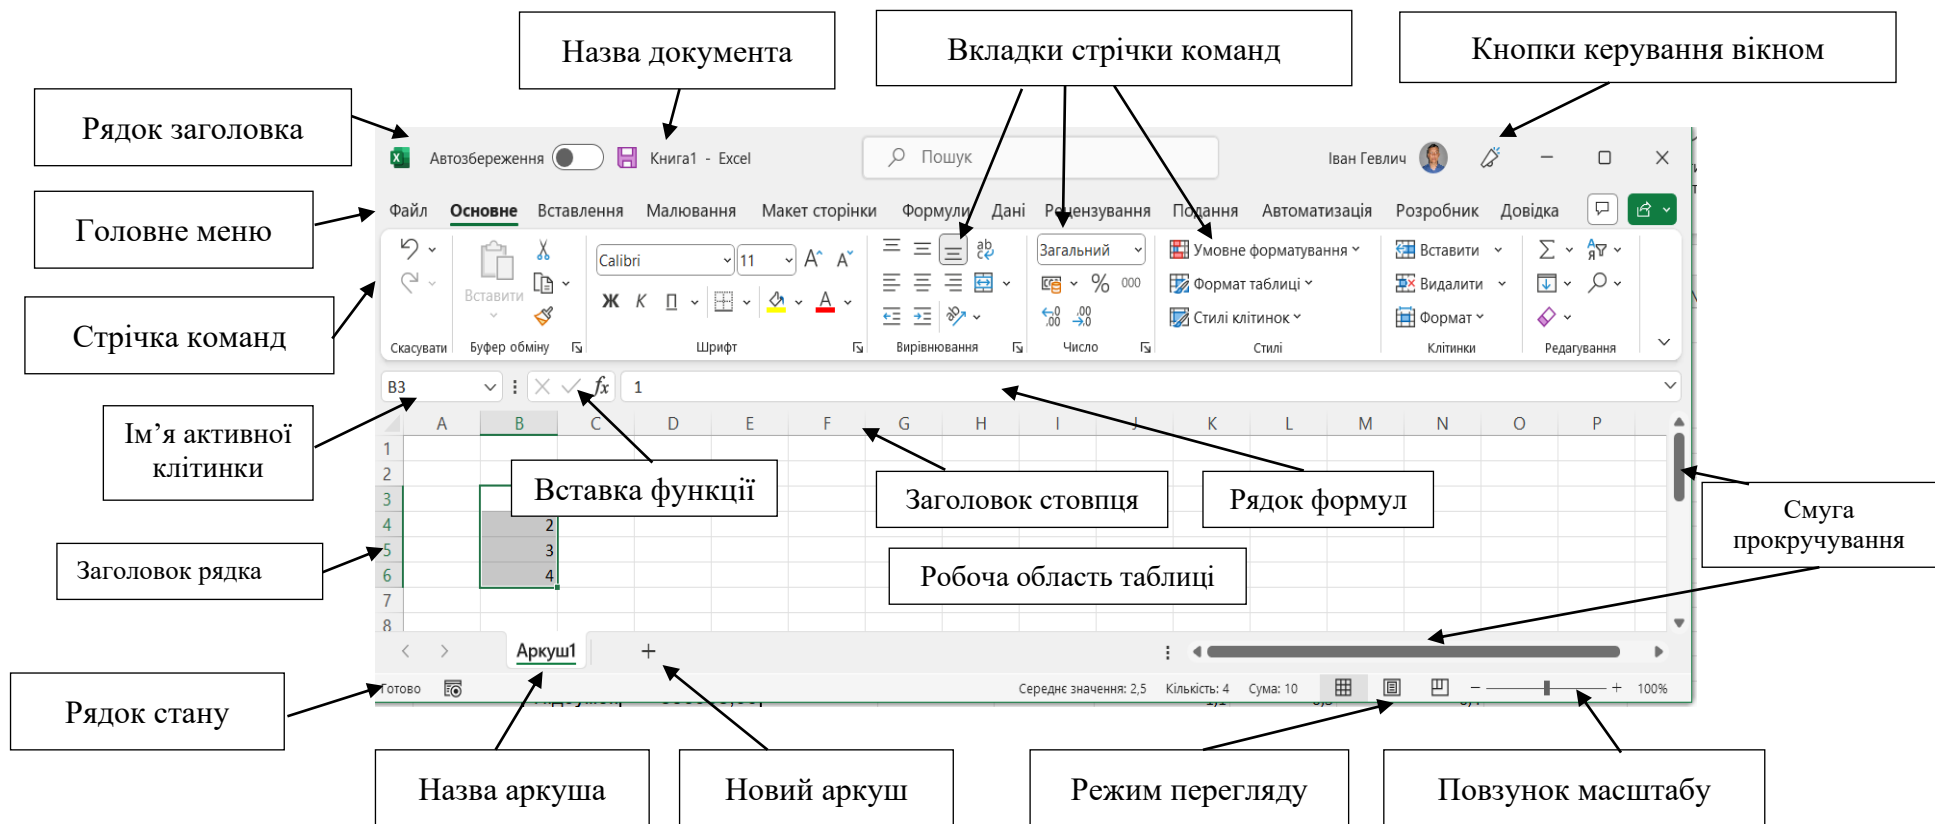 Назва документа
Вкладки стрічки команд
Кнопки керування вікном
Рядок заголовка
Автозбереження
Книга1 - Excel
Пошук
Іван Гевлич
Головне меню
Файл Основне Вставлення Малювання Макет сторінки Формули Дані Рецензування Подання Автоматизація Розробник Довідка
Стрічка команд
Вставити
Calibri 11
Ж К П
Загальний
% 000
Умовне форматування
Формат таблиці
Стилі клітинок
Вставити
Видалити
Формат
Скасувати Буфер обміну Шрифт Вирівнювання Число Стилі Клітинки Редагування
B3 fx 1
Ім’я активної
клітинки
A B C D E F G H I J K L M N O P
1
2
3
4 2
5 3
6 4
7
8
Вставка функції
Заголовок стовпця
Рядок формул
Смуга
прокручування
Заголовок рядка
Робоча область таблиці
Аркуш1
Рядок стану
Готово
Середнє значення: 2,5 Кількість: 4 Сума: 10 100%
Назва аркуша
Новий аркуш
Режим перегляду
Повзунок масштабу